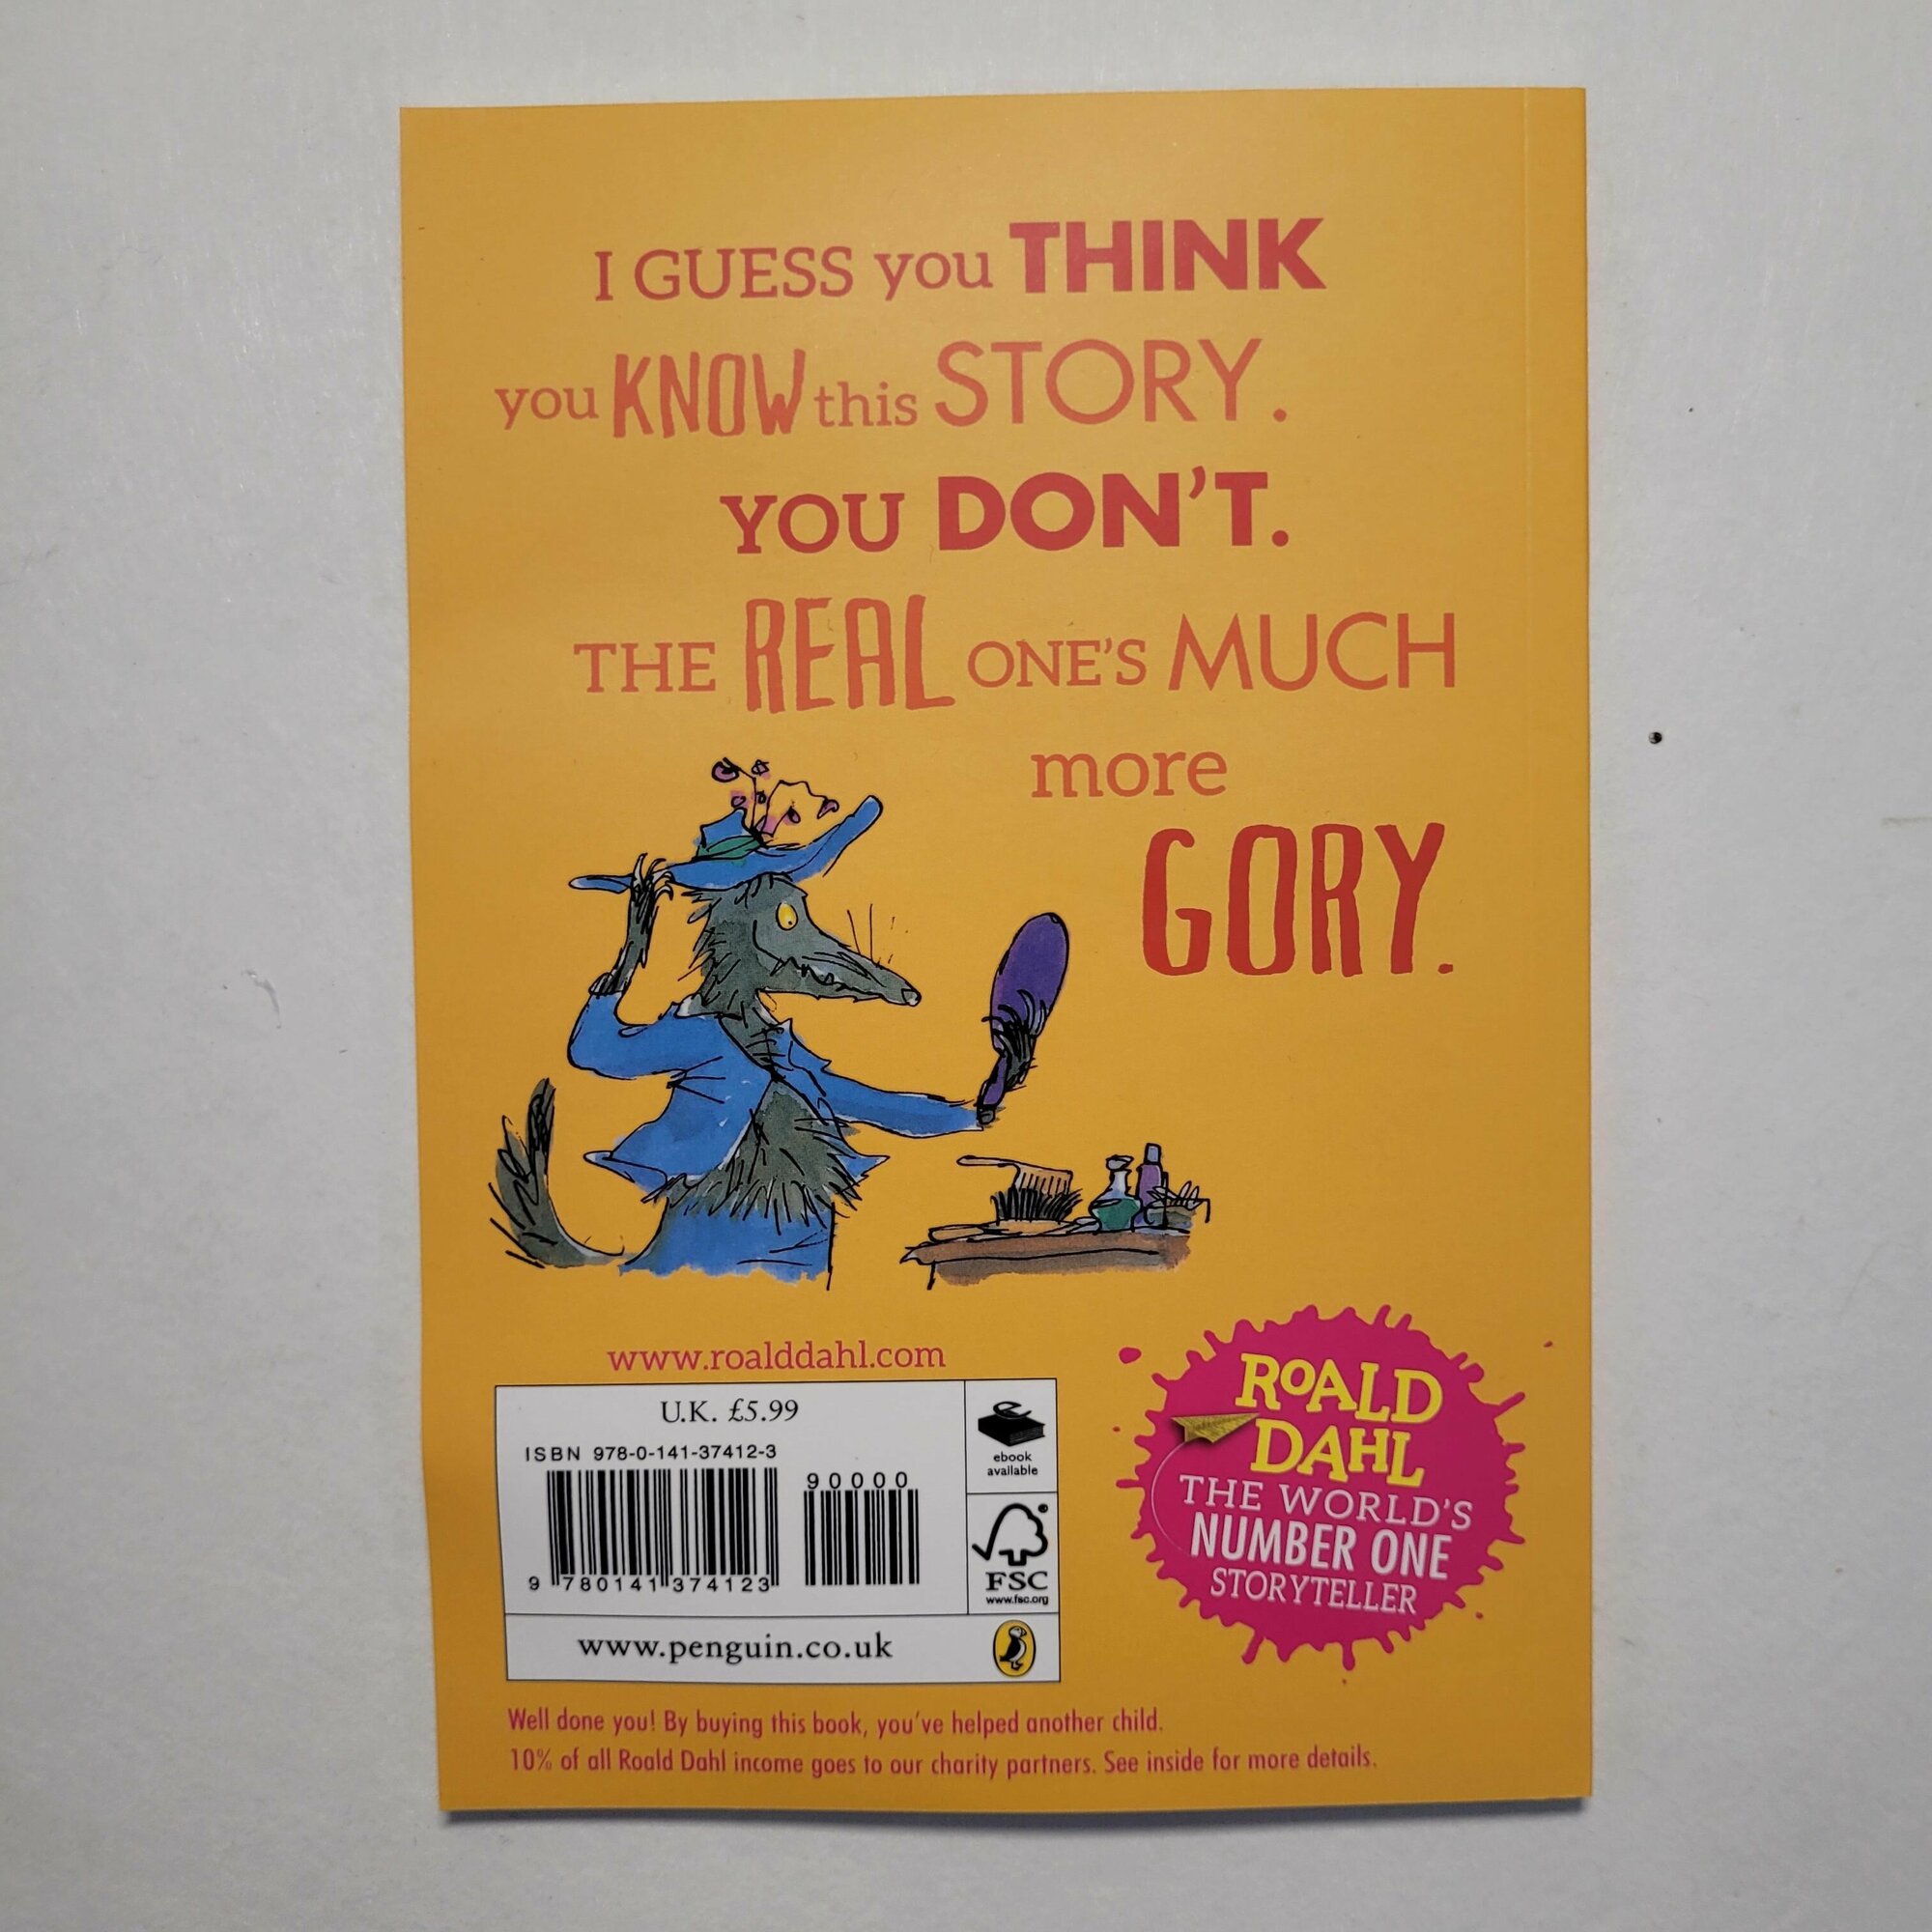 I GUESS you THINK
you KNOW this STORY.
YOU DON'T.
THE REAL ONE'S MUCH
more
GORY.
www.roalddahl.com
U.K. £5.99
ISBN 978-0-141-37412-3
90000
9 780141 374123
ebook
available
FSC
www.fsc.org
www.penguin.co.uk
ROALD
DAHL
THE WORLD'S
NUMBER ONE
STORYTELLER
Well done you! By buying this book, you've helped another child.
10% of all Roald Dahl income goes to our charity partners. See inside for more details.